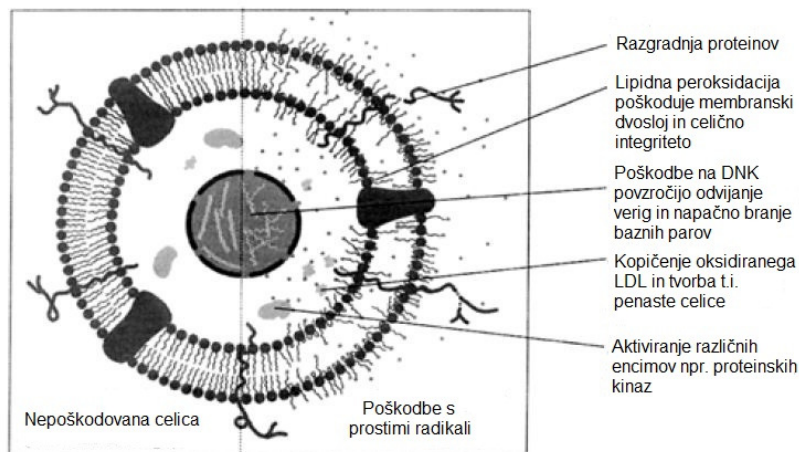 Razgradnja proteinov
Lipidna peroksidacija
poškoduje membranski
dvosloj in celično
integriteto
Poškodbe na DNK
povzročijo odvijanje
verig in napačno branje
baznih parov
Kopičenje oksidiranega
LDL in tvorba t.i.
penaste celice
Aktiviranje različnih
encimov npr. proteinskih
kinaz
Nepoškodovana celica
Poškodbe s
prostimi radikali